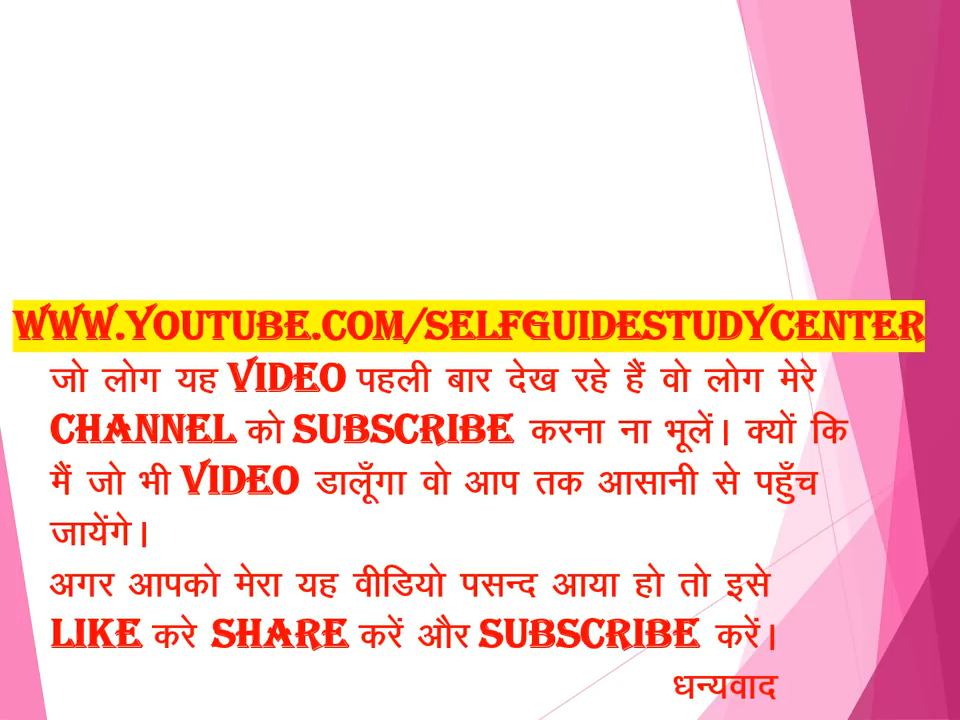 WWW.YOUTUBE.COM/SELFGUIDESTUDYCENTER
जो लोग यह VIDEO पहली बार देख रहे हैं वो लोग मेरे
CHANNEL को SUBSCRIBE करना ना भूलें। क्यों कि
मैं जो भी VIDEO डालूँगा वो आप तक आसानी से पहुँच
जायेंगे।
अगर आपको मेरा यह वीडियो पसन्द आया हो तो इसे
LIKE करे SHARE करें और SUBSCRIBE करें।
धन्यवाद